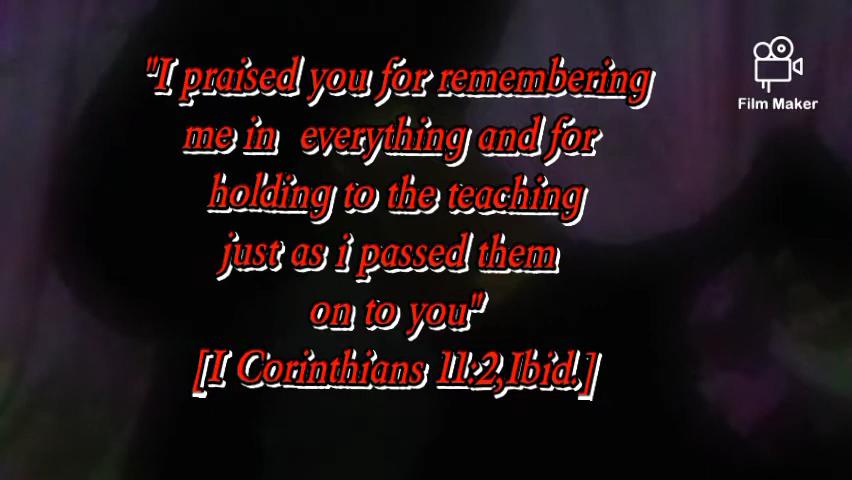 "I praised you for remembering
me in everything and for
holding to the teaching
just as i passed them
on to you"
[I Corinthians 11:2,Ibid.]
Film Maker